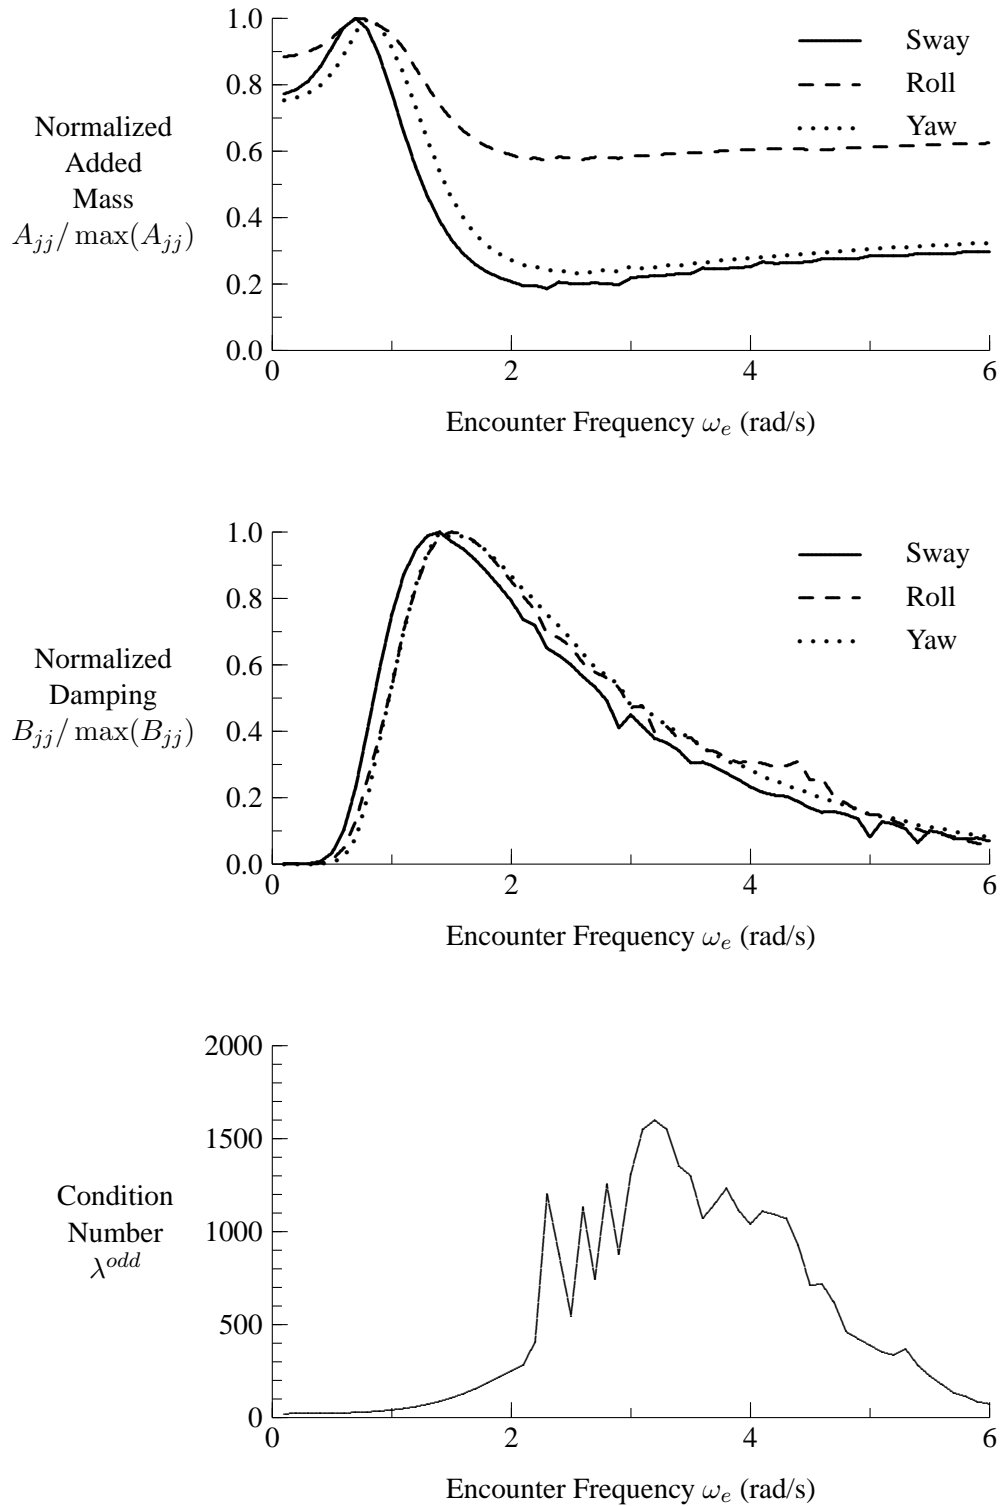 1.0
0.8
0.6
0.4
0.2
0.0
Normalized
Added
Mass
A_{jj}/ max(A_{jj})
Sway
Roll
Yaw
0 2 4 6
Encounter Frequency ω_e (rad/s)
1.0
0.8
0.6
0.4
0.2
0.0
Normalized
Damping
B_{jj}/ max(B_{jj})
Sway
Roll
Yaw
0 2 4 6
Encounter Frequency ω_e (rad/s)
2000
1500
1000
500
0
Condition
Number
λ^{odd}
0 2 4 6
Encounter Frequency ω_e (rad/s)